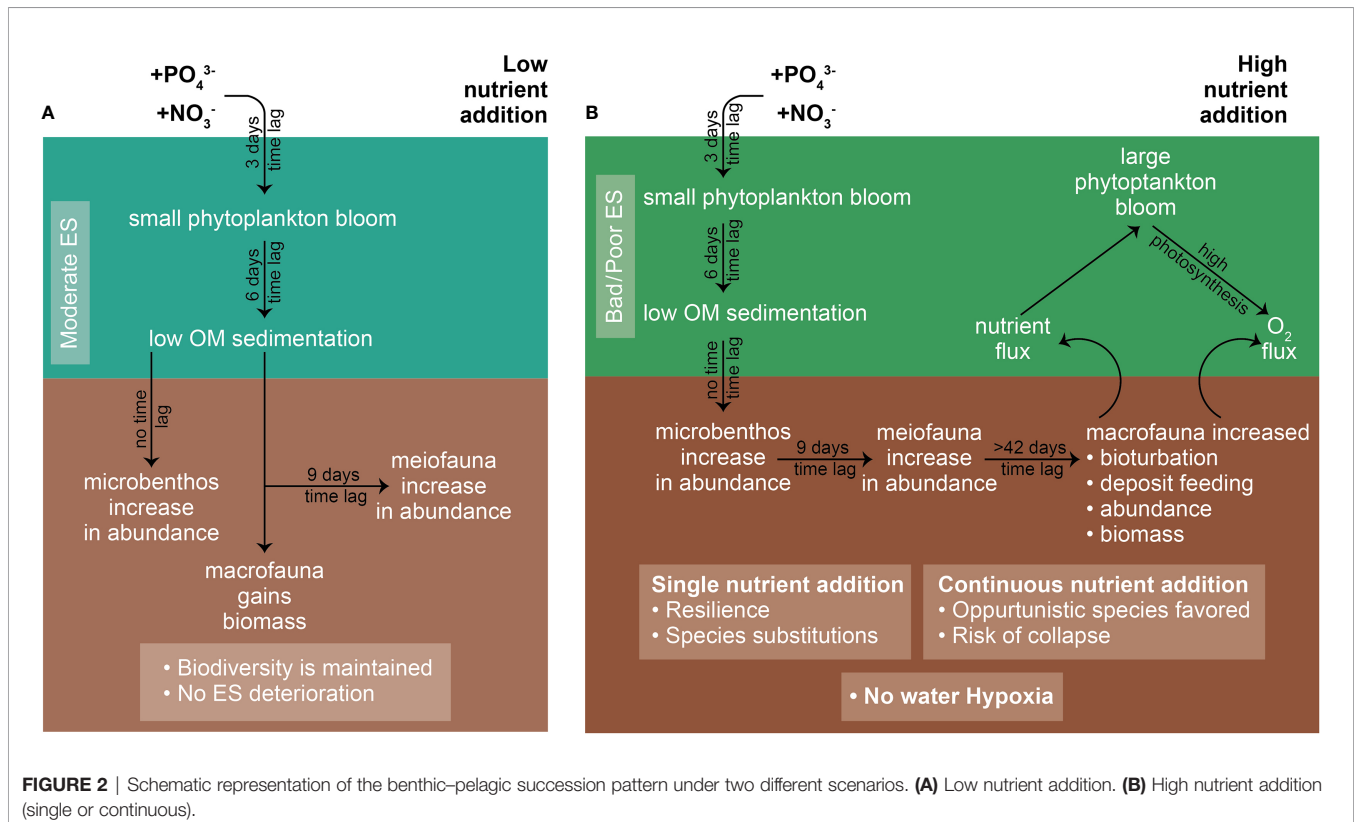 A
+PO₄³⁻
+NO₃⁻
Low
nutrient
addition
3 days
time lag
Moderate ES
small phytoplankton bloom
6 days
time lag
low OM sedimentation
no time
lag
microbenthos
increase
in abundance
9 days
time lag
meiofauna
increase
in abundance
macrofauna
gains
biomass
• Biodiversity is maintained
• No ES deterioration
B
+PO₄³⁻
+NO₃⁻
High
nutrient
addition
3 days
time lag
Bad/Poor ES
small phytoplankton bloom
6 days
time lag
low OM sedimentation
no time
time lag
microbenthos
increase
in abundance
9 days
time lag
meiofauna
increase
in abundance
>42 days
time lag
macrofauna increased
• bioturbation
• deposit feeding
• abundance
• biomass
nutrient
flux
large
phytoptankton
bloom
high
photosynthesis
O₂
flux
Single nutrient addition
• Resilience
• Species substitutions
Continuous nutrient addition
• Oppurtunistic species favored
• Risk of collapse
• No water Hypoxia
FIGURE 2 | Schematic representation of the benthic–pelagic succession pattern under two different scenarios. (A) Low nutrient addition. (B) High nutrient addition
(single or continuous).